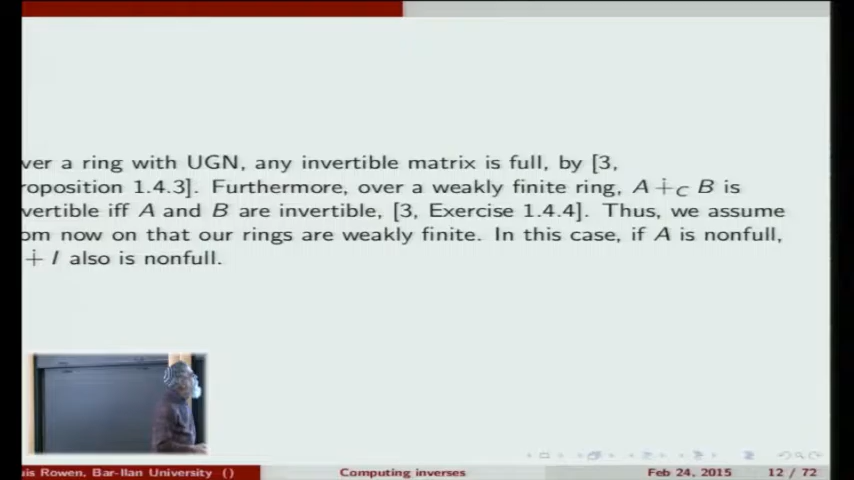 ver a ring with UGN, any invertible matrix is full, by [3,
roposition 1.4.3]. Furthermore, over a weakly finite ring, A ∔C B is
vertible iff A and B are invertible, [3, Exercise 1.4.4]. Thus, we assume
om now on that our rings are weakly finite. In this case, if A is nonfull,
∔ I also is nonfull.
uis Rowen, Bar-Ilan University () Computing inverses Feb 24, 2015 12 / 72